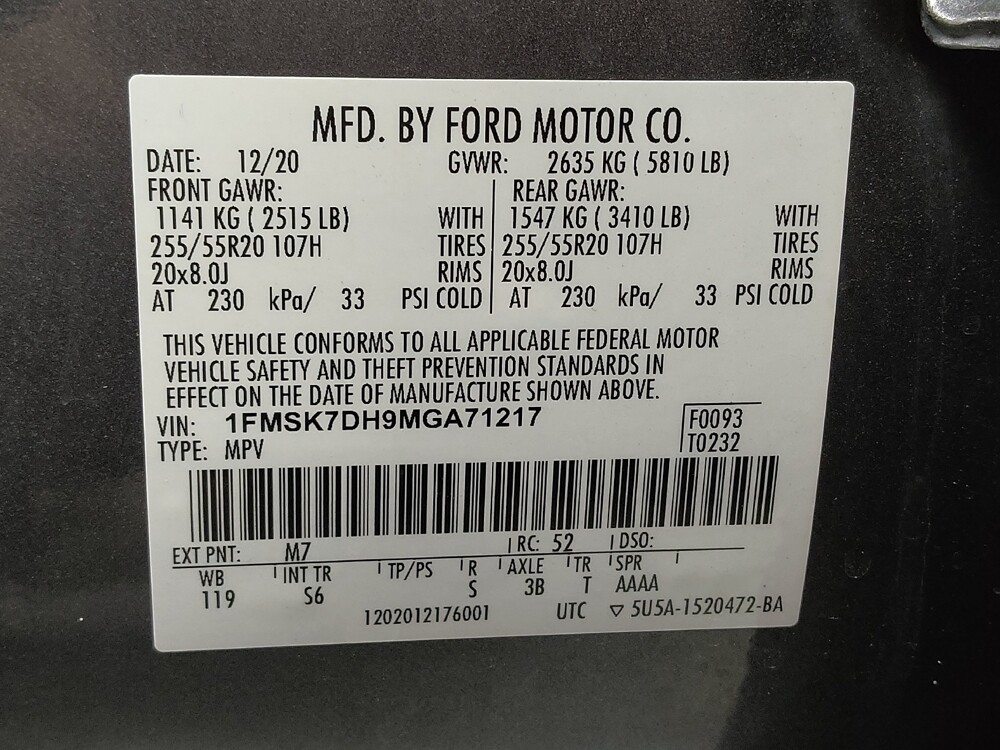 MFD. BY FORD MOTOR CO.
DATE: 12/20 GVWR: 2635 KG ( 5810 LB)
FRONT GAWR: REAR GAWR:
1141 KG ( 2515 LB) WITH 1547 KG ( 3410 LB) WITH
255/55R20 107H TIRES 255/55R20 107H TIRES
20x8.0J RIMS 20x8.0J RIMS
AT 230 kPa/ 33 PSI COLD AT 230 kPa/ 33 PSI COLD
THIS VEHICLE CONFORMS TO ALL APPLICABLE FEDERAL MOTOR
VEHICLE SAFETY AND THEFT PREVENTION STANDARDS IN
EFFECT ON THE DATE OF MANUFACTURE SHOWN ABOVE.
VIN: 1FMSK7DH9MGA71217 F0093
TYPE: MPV T0232
EXT PNT: M7 RC: 52 DSO:
WB INT TR TP/PS R AXLE TR SPR
119 S6 S 3B T AAAA
1202012176001 UTC ▽ 5U5A-1520472-BA